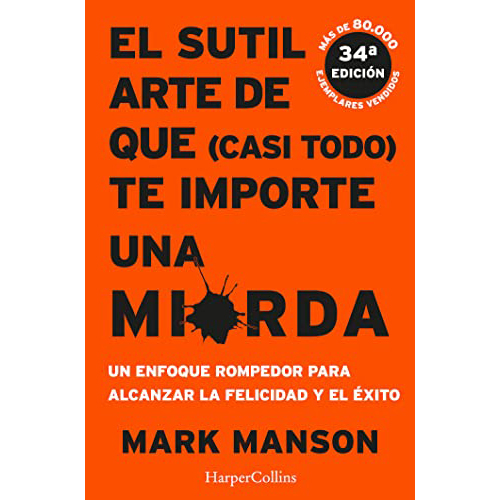 EL SUTIL
ARTE DE
QUE (CASI TODO)
TE IMPORTE
UNA
MI RDA
MÁS DE 80.000
34ª
EDICIÓN
EJEMPLARES VENDIDOS
UN ENFOQUE ROMPEDOR PARA
ALCANZAR LA FELICIDAD Y EL ÉXITO
MARK MANSON
HarperCollins